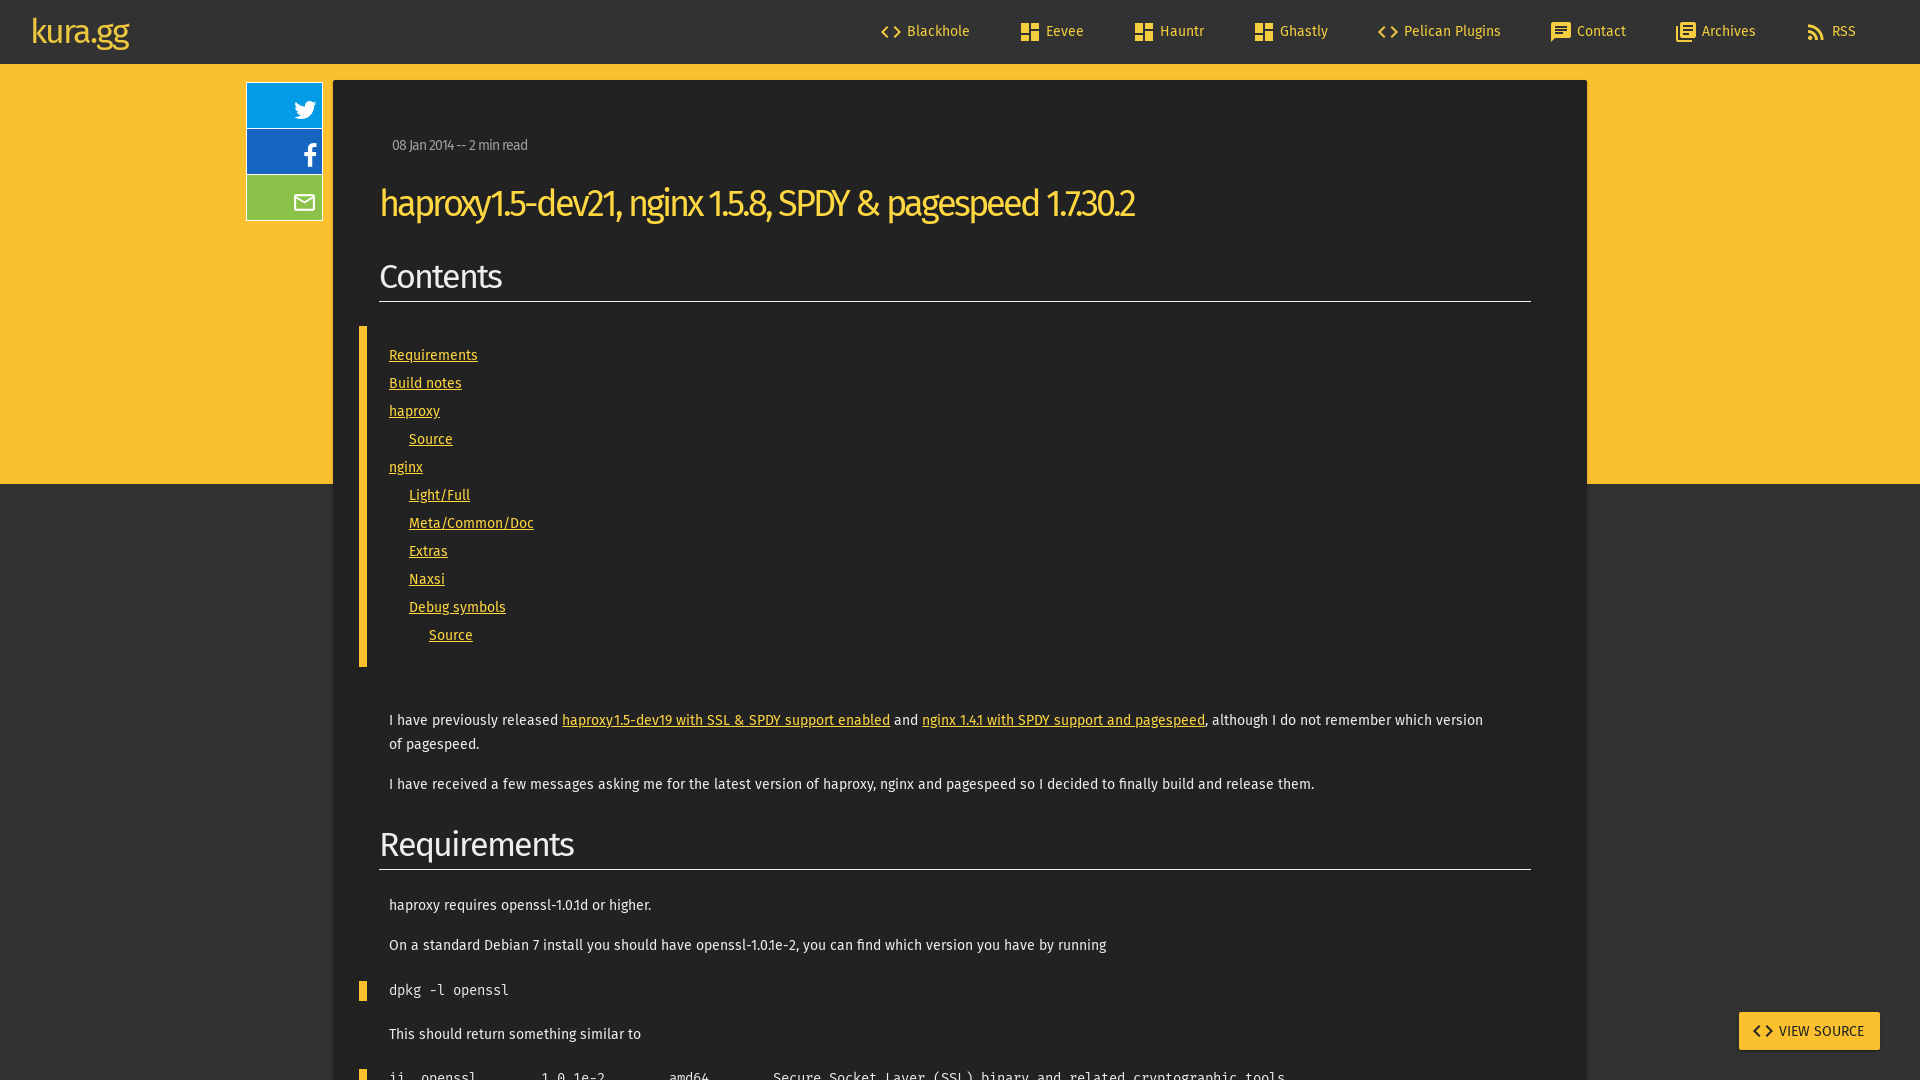 kura.gg
Blackhole
Eevee
Hauntr
Ghastly
Pelican Plugins
Contact
Archives
RSS
08 Jan 2014 -- 2 min read
haproxy1.5-dev21, nginx 1.5.8, SPDY & pagespeed 1.7.30.2
Contents
Requirements
Build notes
haproxy
Source
nginx
Light/Full
Meta/Common/Doc
Extras
Naxsi
Debug symbols
Source
I have previously released haproxy1.5-dev19 with SSL & SPDY support enabled and nginx 1.4.1 with SPDY support and pagespeed, although I do not remember which version
of pagespeed.
I have received a few messages asking me for the latest version of haproxy, nginx and pagespeed so I decided to finally build and release them.
Requirements
haproxy requires openssl-1.0.1d or higher.
On a standard Debian 7 install you should have openssl-1.0.1e-2, you can find which version you have by running
dpkg -l openssl
This should return something similar to
ii  openssl        1.0.1e-2        amd64        Secure Socket Layer (SSL) binary and related cryptographic tools
VIEW SOURCE